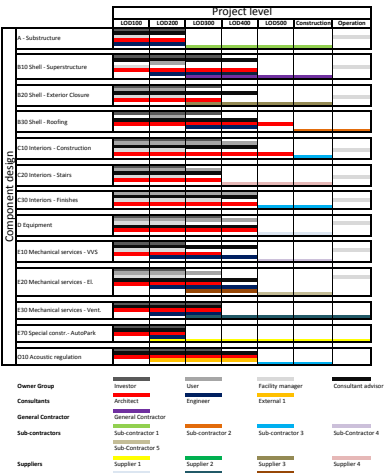 Project level
LOD100 LOD200 LOD300 LOD400 LOD500 Construction Operation
Component design
A - Substructure
B10 Shell - Superstructure
B20 Shell - Exterior Closure
B30 Shell - Roofing
C10 Interiors - Construction
C20 Interiors - Stairs
C30 Interiors - Finishes
D Equipment
E10 Mechanical services - VVS
E20 Mechanical services - El.
E30 Mechanical services - Vent.
E70 Special constr.- AutoPark
O10 Acoustic regulation
Owner Group Investor User Facility manager Consultant advisor
Consultants Architect Engineer External 1
General Contractor General Contractor
Sub-contractors Sub-contractor 1 Sub-contractor 2 Sub-contractor 3 Sub-Contractor 4
Sub-Contractor 5
Suppliers Supplier 1 Supplier 2 Supplier 3 Supplier 4